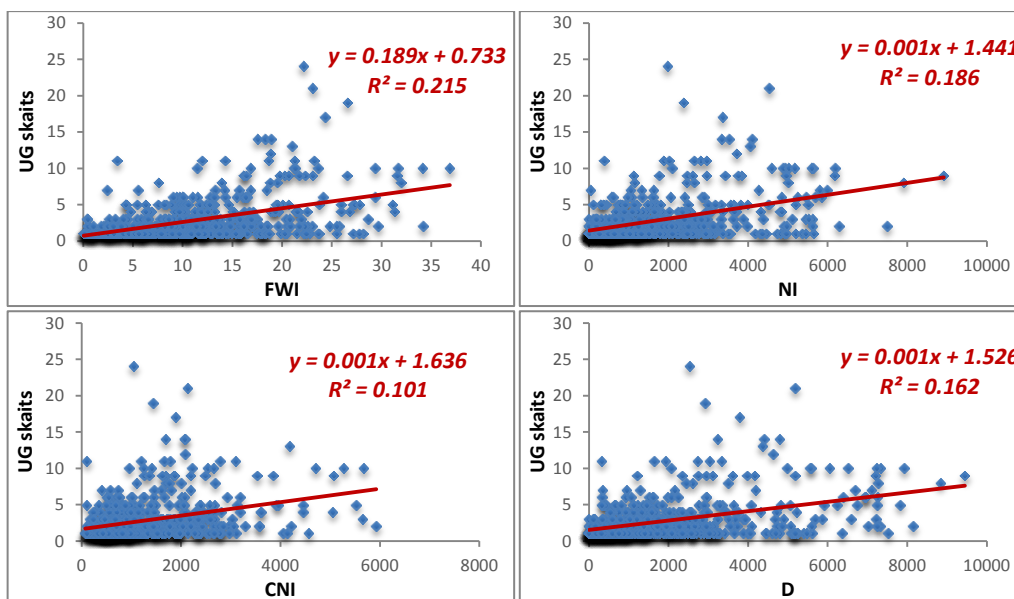 30
25
20
15
10
5
0
UG skaits
y = 0.189x + 0.733
R² = 0.215
0 5 10 15 20 25 30 35 40
FWI
30
25
20
15
10
5
0
UG skaits
y = 0.001x + 1.441
R² = 0.186
0 2000 4000 6000 8000 10000
NI
30
25
20
15
10
5
0
UG skaits
y = 0.001x + 1.636
R² = 0.101
0 2000 4000 6000 8000
CNI
30
25
20
15
10
5
0
UG skaits
y = 0.001x + 1.526
R² = 0.162
0 2000 4000 6000 8000 10000
D